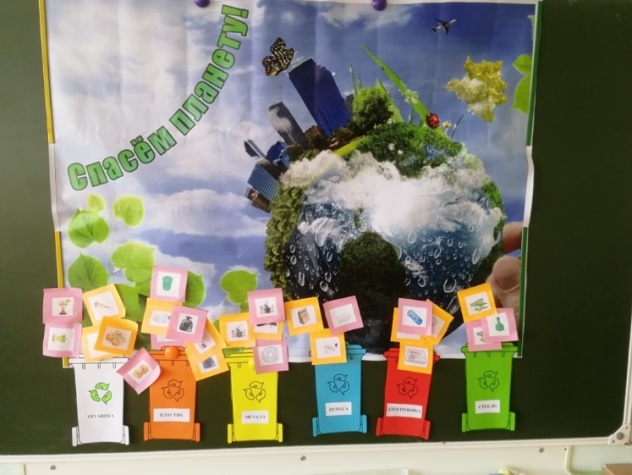 Спасём планету!
ОРГАНИКА
ПЛАСТИК
МЕТАЛЛ
БУМАГА
ЭЛЕКТРОНИКА
СТЕКЛО